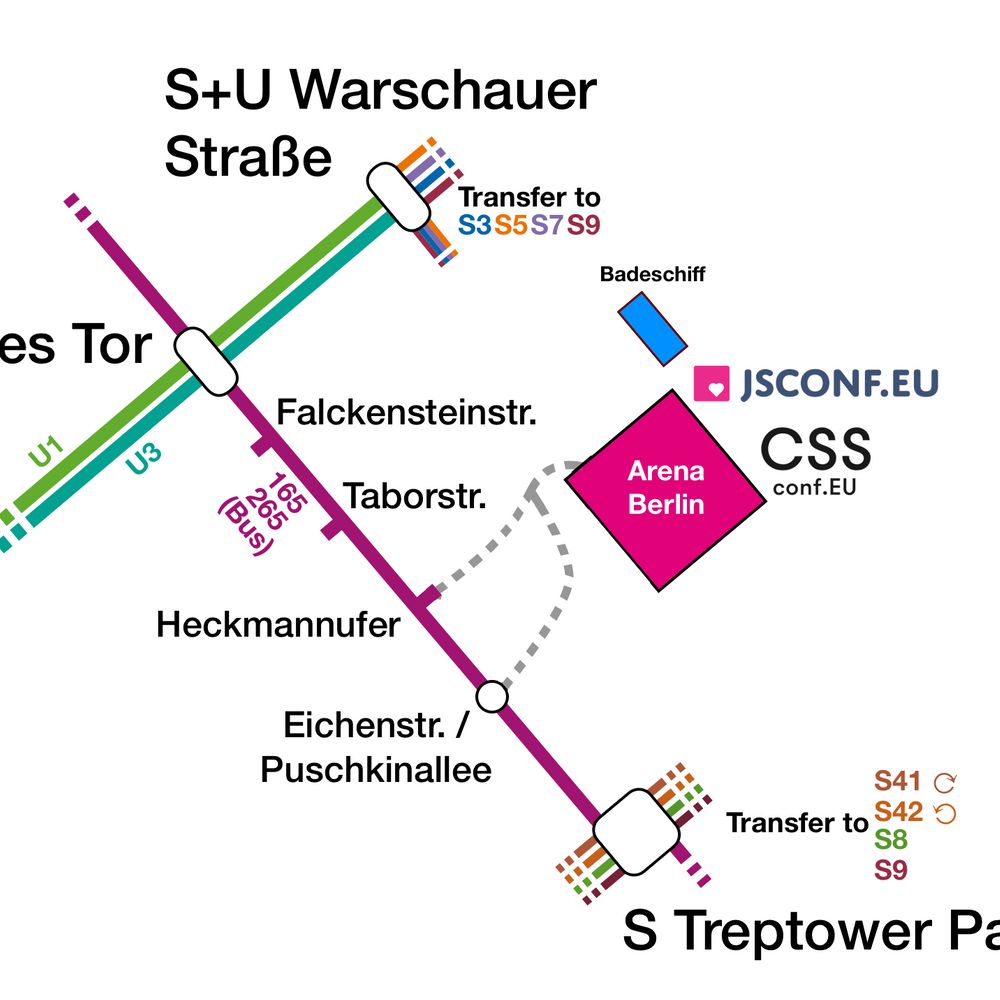 S+U Warschauer
Straße
Transfer to
S3 S5 S7 S9
Badeschiff
es Tor
JSCONF.EU
Falckensteinstr.
CSS
conf.EU
U1
U3
Arena
Berlin
165
265
(Bus)
Taborstr.
Heckmannufer
Eichenstr. /
Puschkinallee
Transfer to
S41
S42
S8
S9
S Treptower Pa